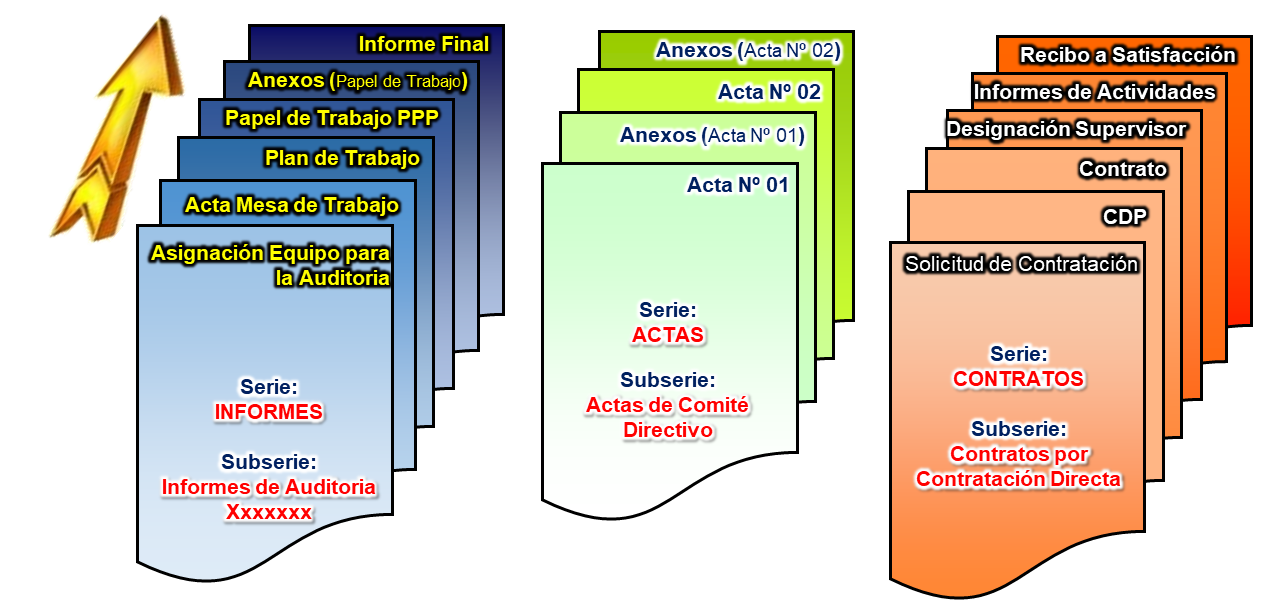 Informe Final
Anexos (Papel de Trabajo)
Papel de Trabajo PPP
Plan de Trabajo
Acta Mesa de Trabajo
Asignación Equipo para
la Auditoria
Serie:
INFORMES
Subserie:
Informes de Auditoria
Xxxxxxx
Anexos (Acta Nº 02)
Acta Nº 02
Anexos (Acta Nº 01)
Acta Nº 01
Serie:
ACTAS
Subserie:
Actas de Comité
Directivo
Recibo a Satisfacción
Informes de Actividades
Designación Supervisor
Contrato
CDP
Solicitud de Contratación
Serie:
CONTRATOS
Subserie:
Contratos por
Contratación Directa